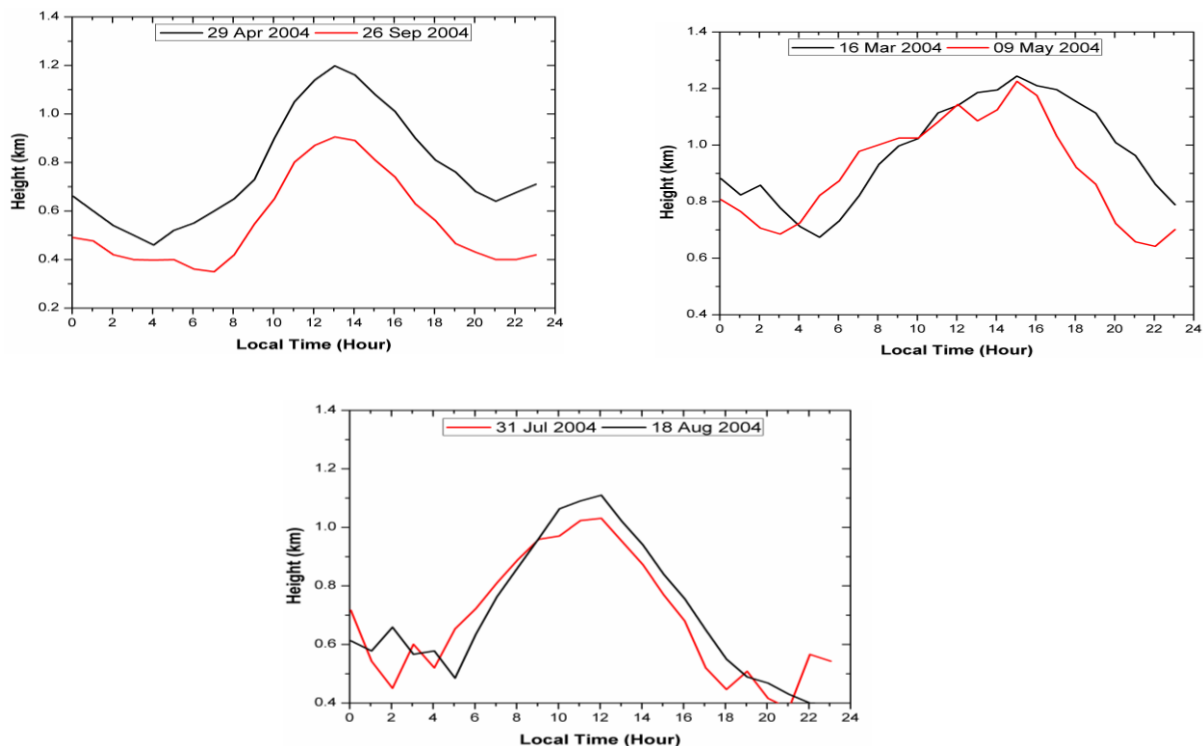 1.4
29 Apr 2004 26 Sep 2004
1.2
1.0
0.8
0.6
0.4
0.2
Height (km)
0 2 4 6 8 10 12 14 16 18 20 22 24
Local Time (Hour)
1.4
16 Mar 2004 09 May 2004
1.2
1.0
0.8
0.6
0.4
Height (km)
0 2 4 6 8 10 12 14 16 18 20 22 24
Local Time (Hour)
1.4
31 Jul 2004 18 Aug 2004
1.2
1.0
0.8
0.6
0.4
Height (km)
0 2 4 6 8 10 12 14 16 18 20 22 24
Local Time (Hour)